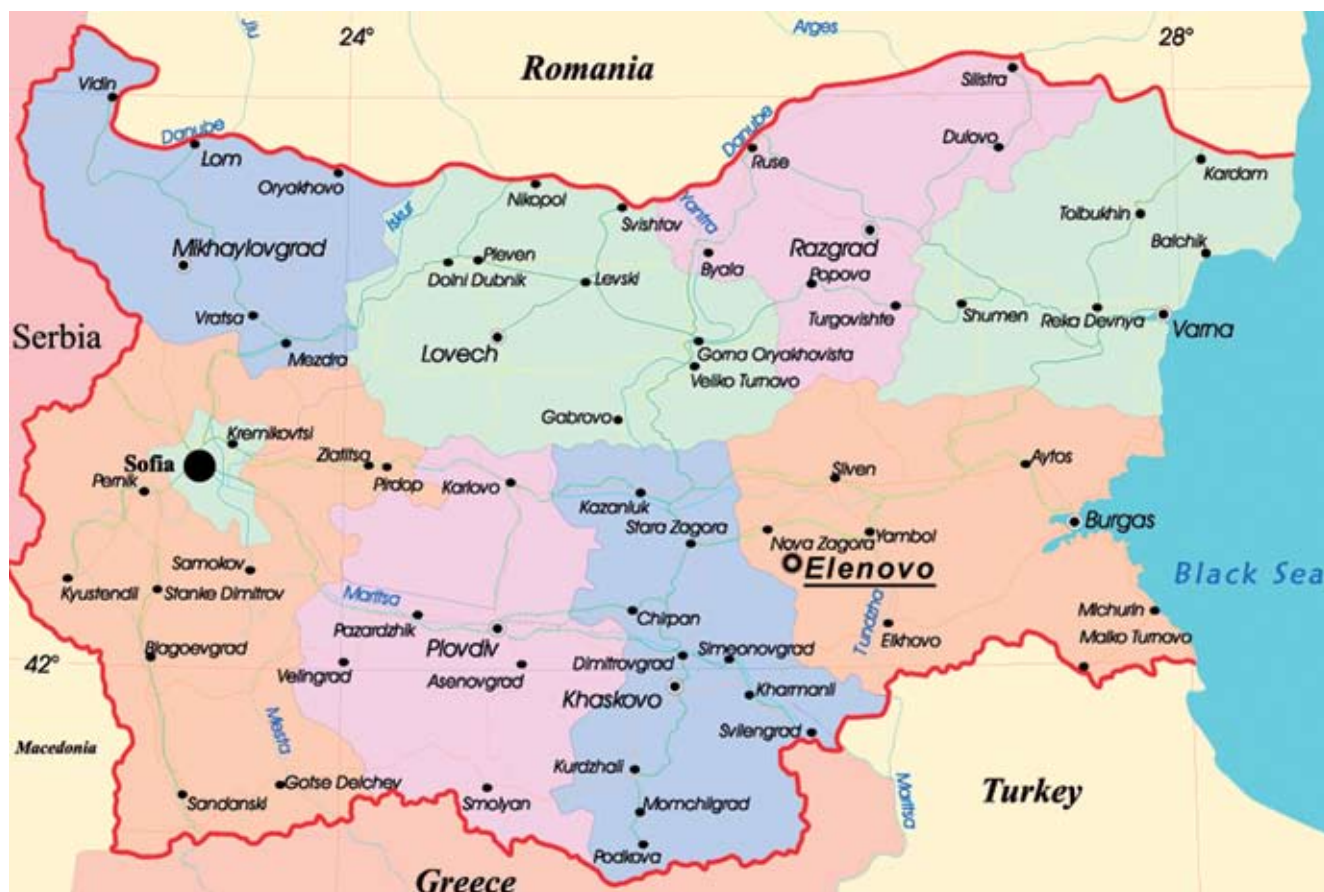 Jiu
24°
Arges
28°
Romania
Silistra
Vidin
Danube
Danube
Lom
Ruse
Dulovo
Kardam
Oryakhovo
Nikopol
Iskur
Yantra
Svishtov
Tolbukhin
Mikhaylovgrad
Pleven
Razgrad
Balchik
Dolni Dubnik
Levski
Byala
Popova
Vratsa
Turgovishte
Shumen
Reka Devnya
Varna
Serbia
Mezdra
Lovech
Gorna Oryakhovista
Veliko Turnovo
Gabrovo
Kremikovtsi
Sofia
Zlatitsa
Pirdop
Pernik
Karlovo
Sliven
Aytos
Kazanluk
Stara Zagora
Burgas
Nova Zagora
Yambol
Elenovo
Samokov
Black Sea
Kyustendil
Stanke Dimitrov
Maritsa
Pazardzhik
Chirpan
Tundzha
Michurin
Elkhovo
Malko Turnovo
Plovdiv
Blagoevgrad
Simeonovgrad
Dimitrovgrad
42°
Velingrad
Asenovgrad
Khaskovo
Kharmanli
Mesta
Svilengrad
Macedonia
Kurdzhali
Gotse Delchev
Sandanski
Smolyan
Momchilgrad
Maritsa
Turkey
Podkova
Greece